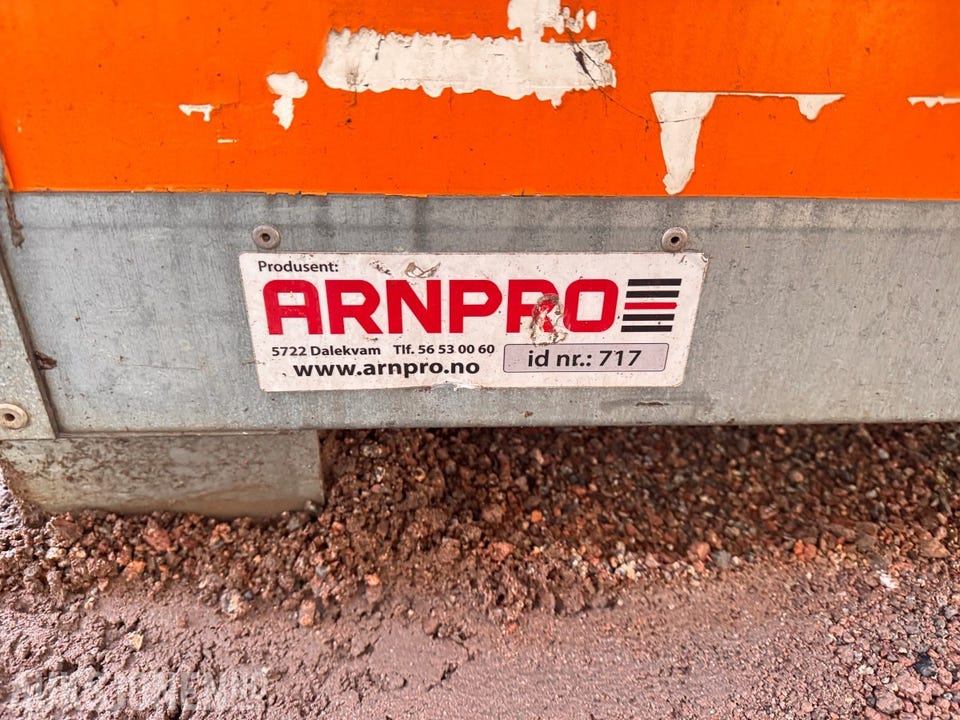 Produsent:
ARNPRO
5722 Dalekvam Tlf. 56 53 00 60
www.arnpro.no
id nr.: 717